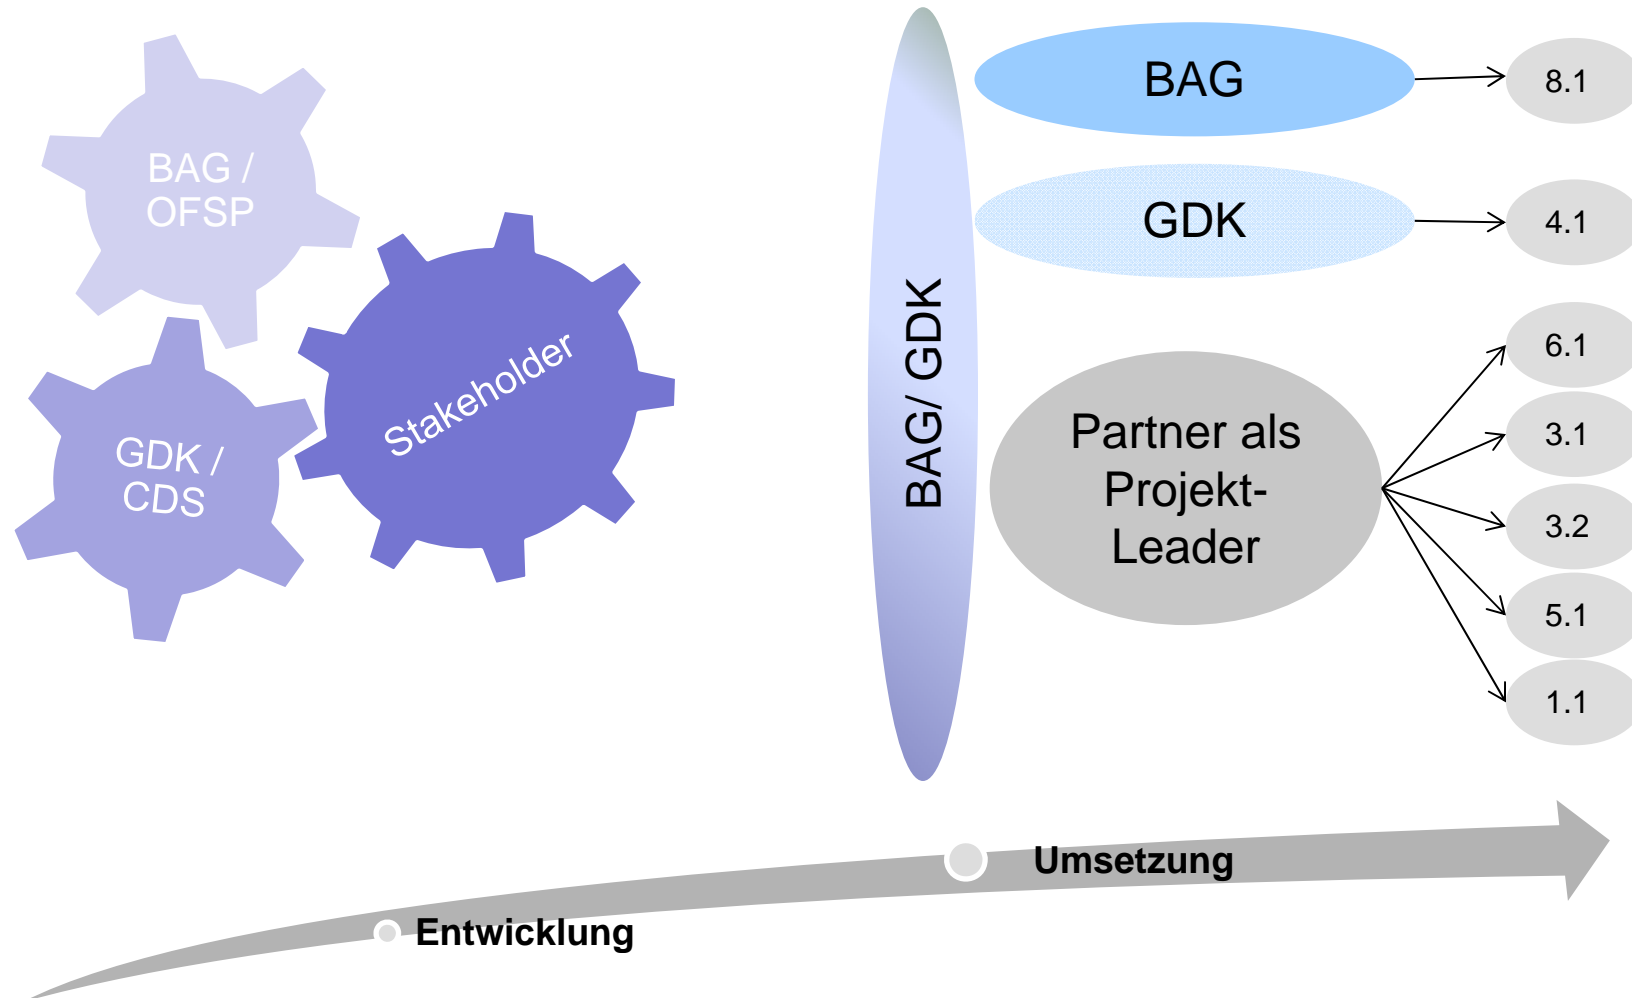 BAG /
OFSP
GDK /
CDS
Stakeholder
BAG/ GDK
BAG
8.1
GDK
4.1
Partner als
Projekt-
Leader
6.1
3.1
3.2
5.1
1.1
Entwicklung
Umsetzung